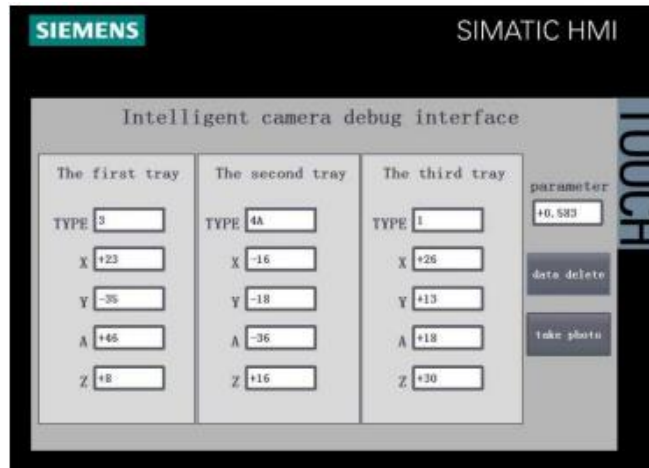 SIEMENS
SIMATIC HMI
TOUCH
Intelligent camera debug interface
The first tray
TYPE 3
X +23
Y -35
A +46
Z +8
The second tray
TYPE 4A
X -16
Y -18
A -36
Z +16
The third tray
TYPE 1
X +26
Y +13
A +18
Z +30
parameter
+0.583
data delete
take photo